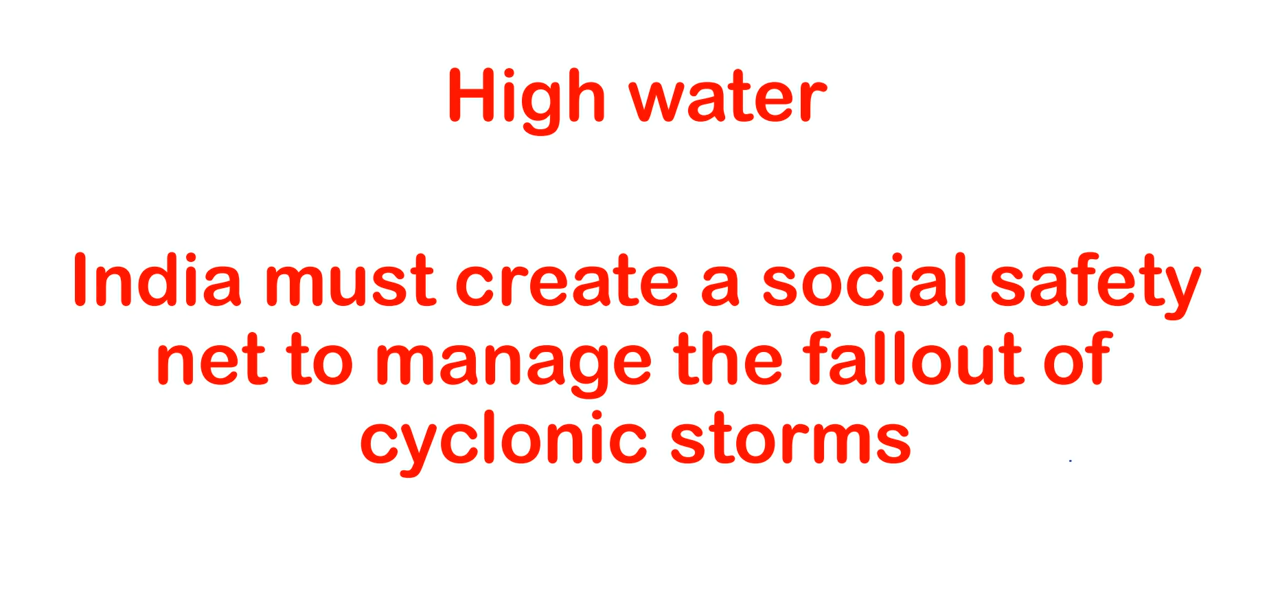 High water
India must create a social safety
net to manage the fallout of
cyclonic storms